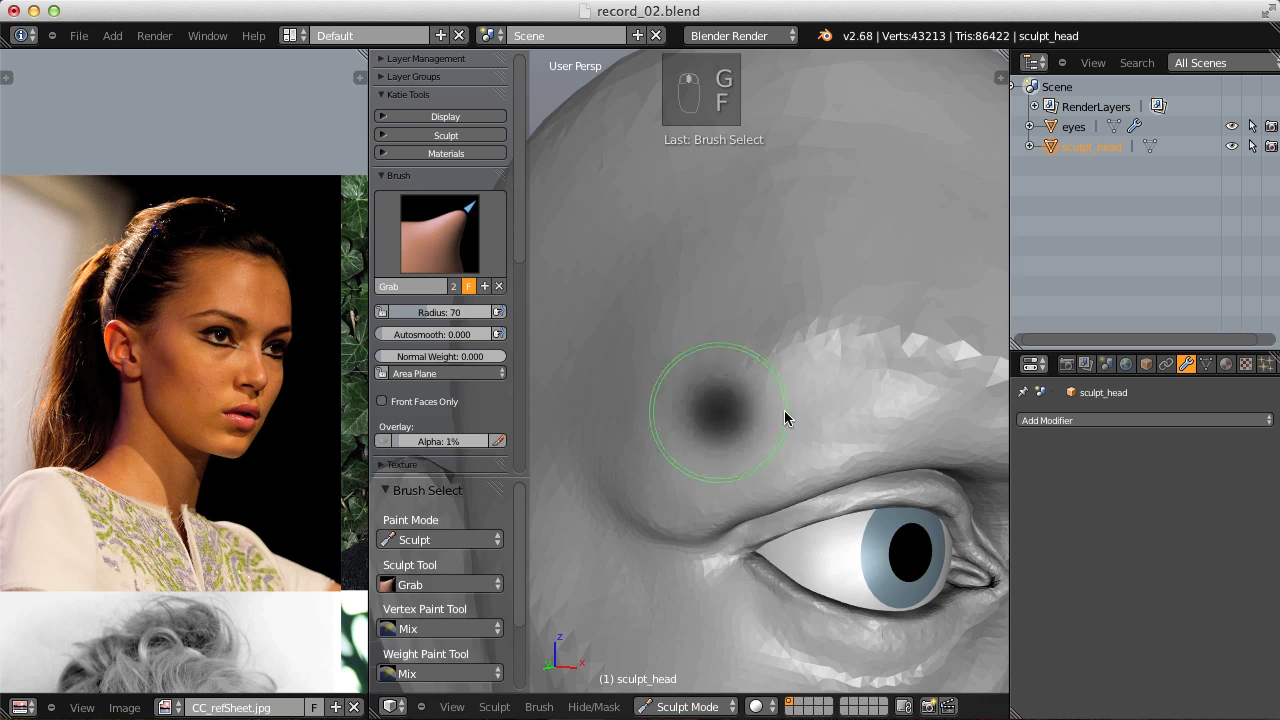 record_02.blend
File Add Render Window Help Default Scene Blender Render v2.68 | Verts:43213 | Tris:86422 | sculpt_head
Layer Management
Layer Groups
Katie Tools
Display
Sculpt
Materials
Brush
Grab 2 F
Radius: 70
Autosmooth: 0.000
Normal Weight: 0.000
Area Plane
Front Faces Only
Overlay:
Alpha: 1%
Texture
Brush Select
Paint Mode
Sculpt
Sculpt Tool
Grab
Vertex Paint Tool
Mix
Weight Paint Tool
Mix
User Persp
G
F
Last: Brush Select
z
x
(1) sculpt_head
View Search All Scenes
Scene
RenderLayers
eyes
sculpt_head
sculpt_head
Add Modifier
View Image CC_refSheet.jpg F
View Sculpt Brush Hide/Mask Sculpt Mode